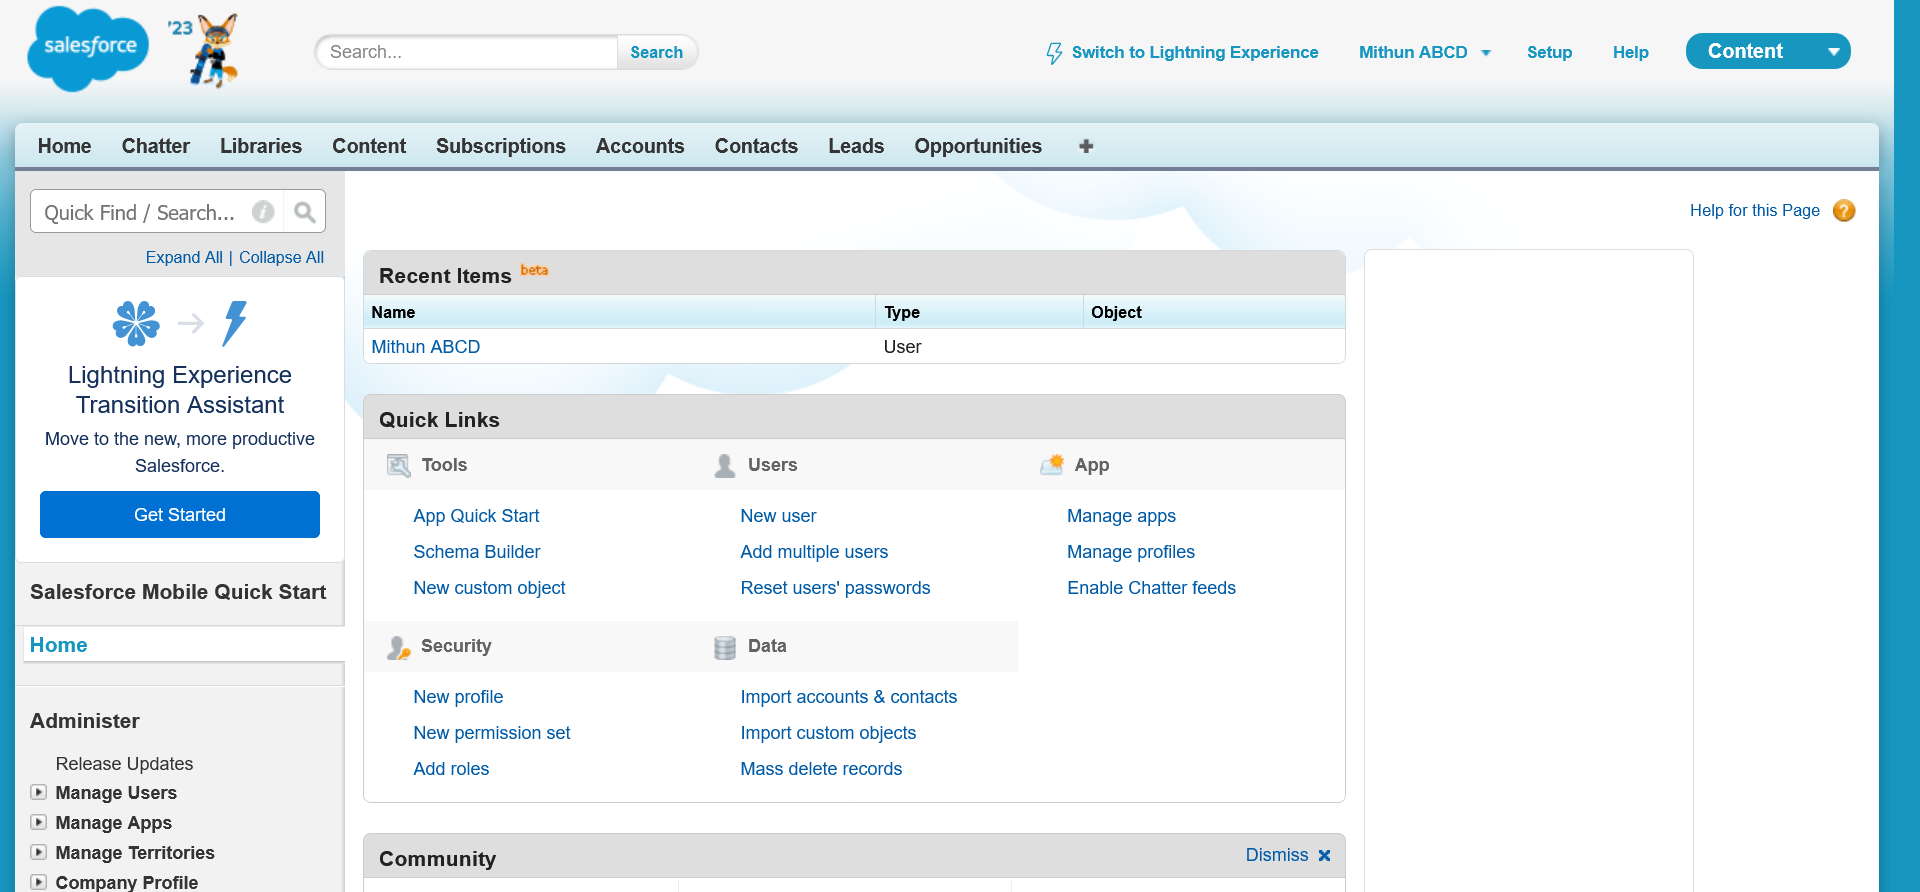 salesforce
'23
Search...
Search
Switch to Lightning Experience
Mithun ABCD
Setup
Help
Content
Home
Chatter
Libraries
Content
Subscriptions
Accounts
Contacts
Leads
Opportunities
+
Quick Find / Search...
Expand All | Collapse All
Lightning Experience
Transition Assistant
Move to the new, more productive
Salesforce.
Get Started
Salesforce Mobile Quick Start
Home
Administer
Release Updates
Manage Users
Manage Apps
Manage Territories
Company Profile
Help for this Page ?
Recent Items beta
Name Type Object
Mithun ABCD User
Quick Links
Tools
App Quick Start
Schema Builder
New custom object
Users
New user
Add multiple users
Reset users' passwords
App
Manage apps
Manage profiles
Enable Chatter feeds
Security
New profile
New permission set
Add roles
Data
Import accounts & contacts
Import custom objects
Mass delete records
Community
Dismiss